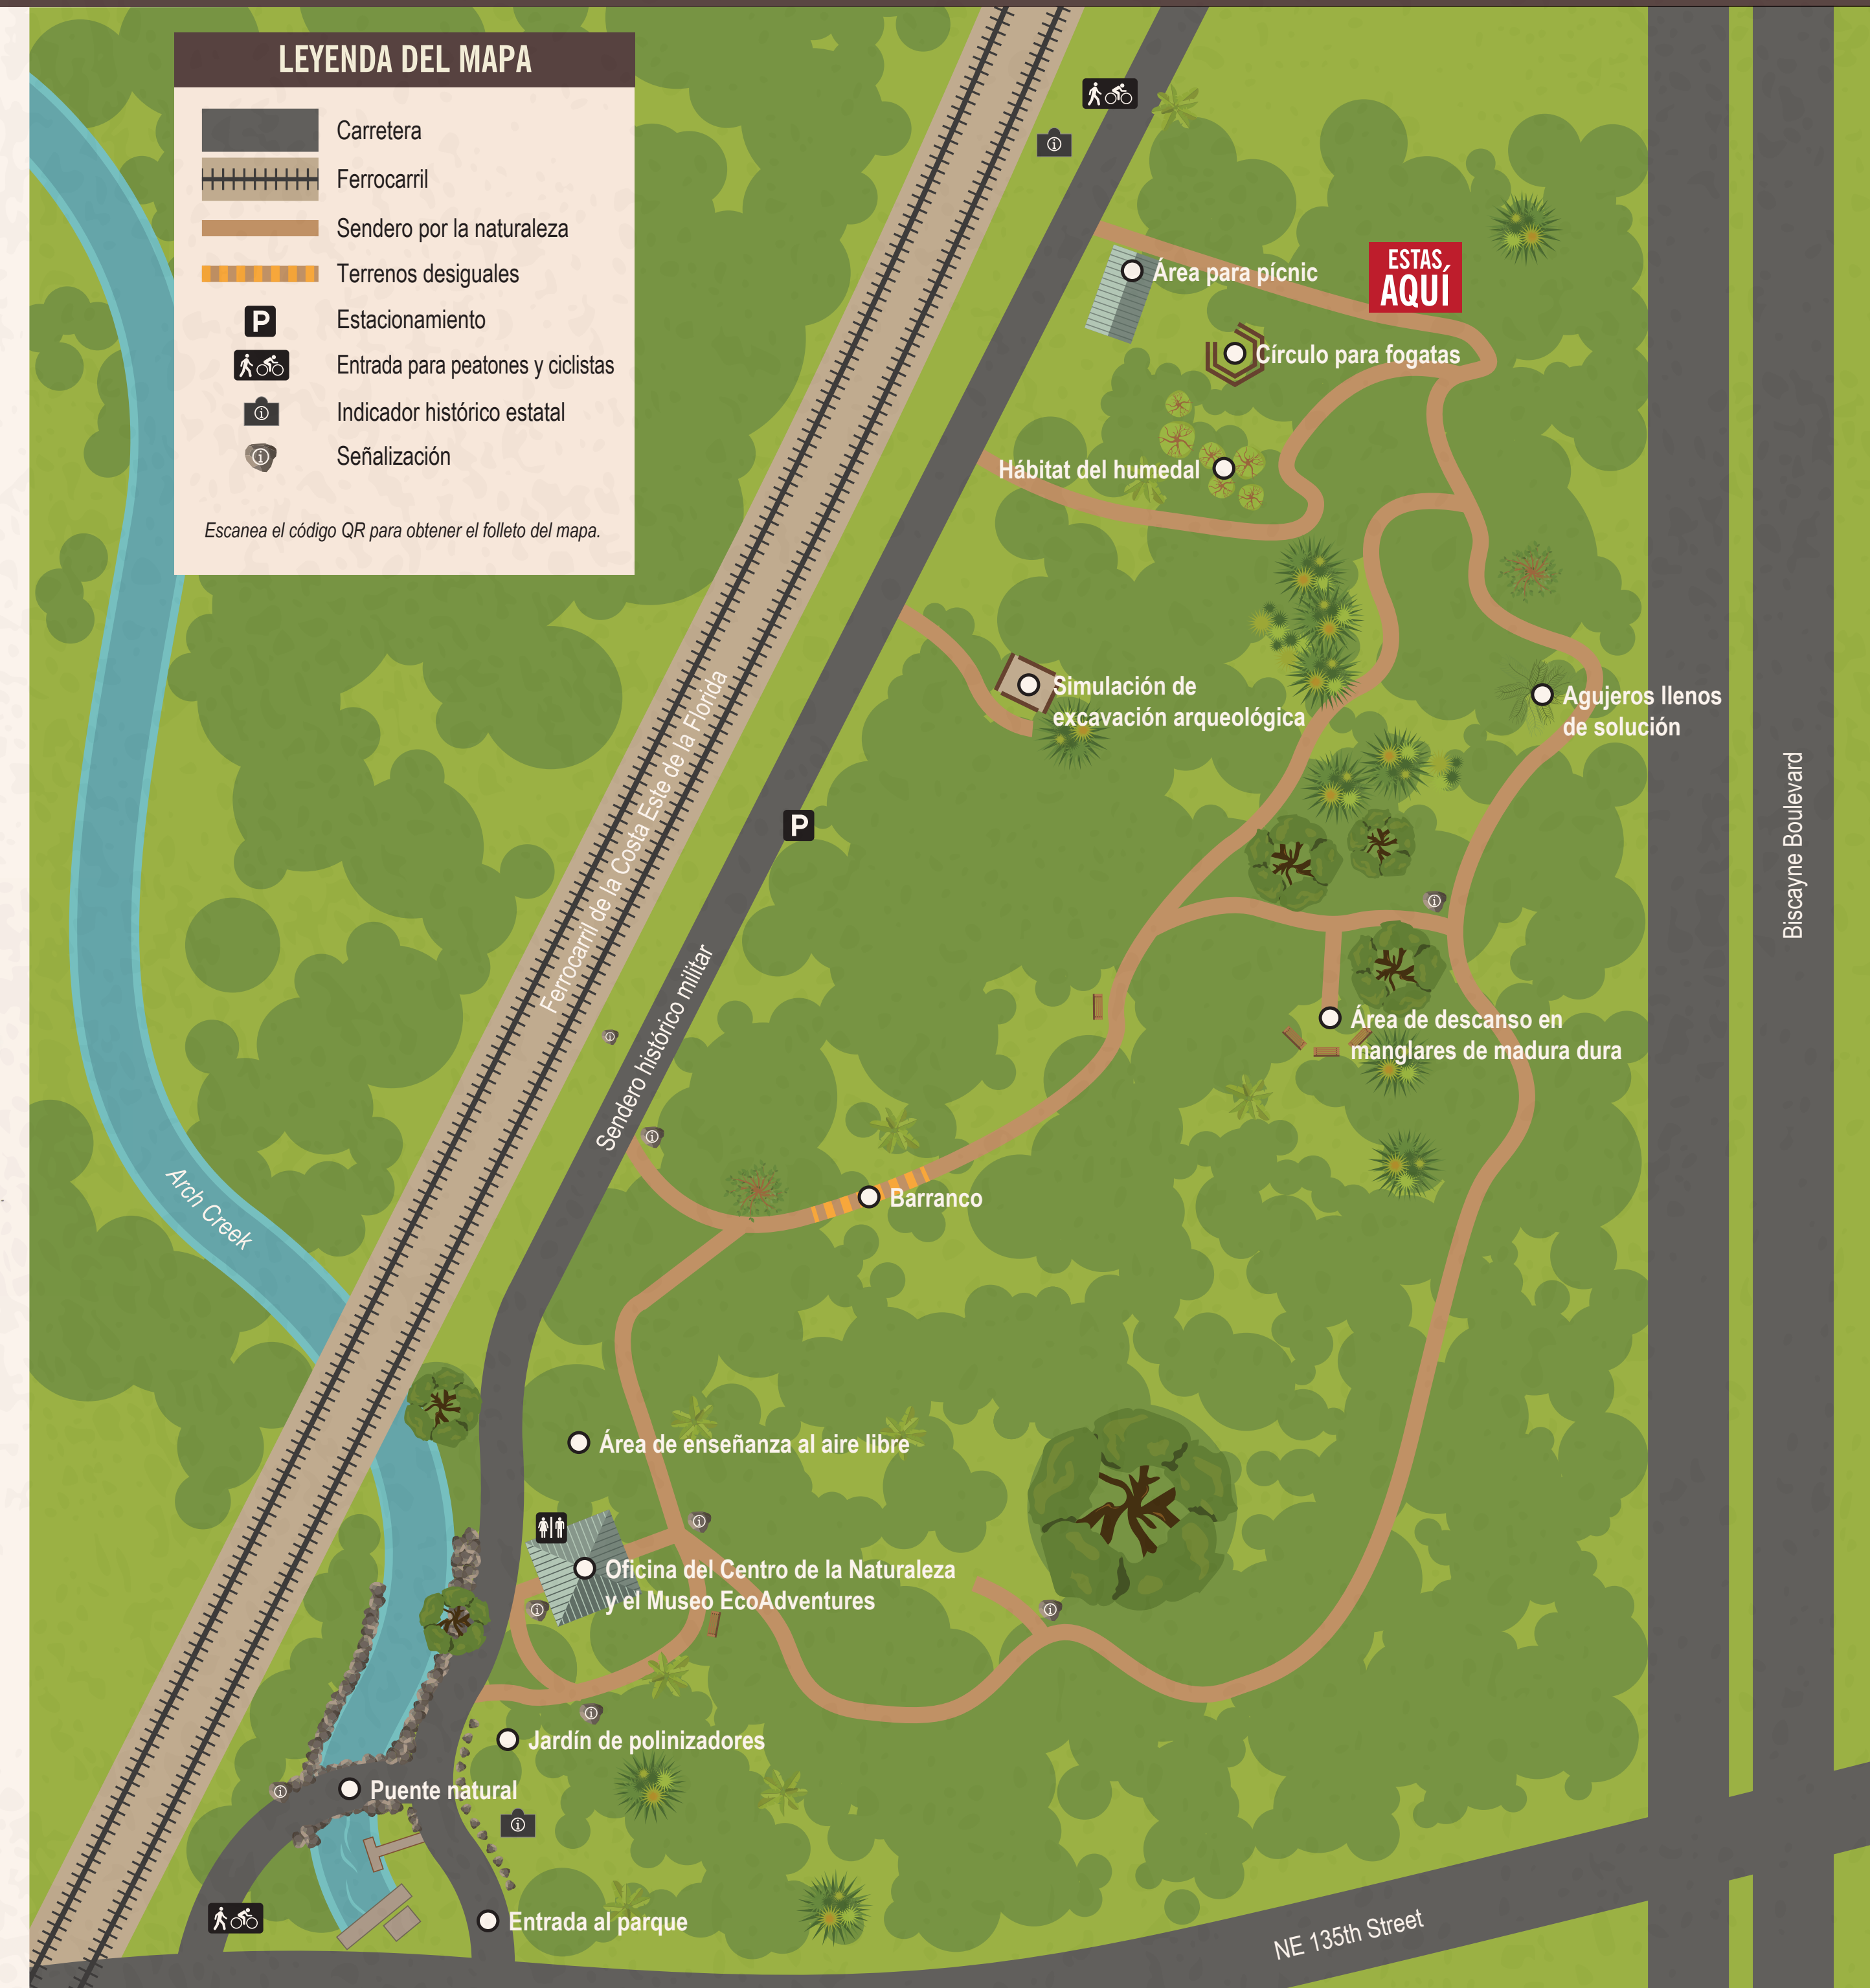 LEYENDA DEL MAPA
Carretera
Ferrocarril
Sendero por la naturaleza
Terrenos desiguales
P
Estacionamiento
Entrada para peatones y ciclistas
Indicador histórico estatal
Señalización
Escanea el código QR para obtener el folleto del mapa.
ESTAS
AQUÍ
Área para pícnic
Círculo para fogatas
Hábitat del humedal
Simulación de
excavación arqueológica
Agujeros llenos
de solución
Ferrocarril de la Costa Este de la Florida
P
Biscayne Boulevard
Sendero histórico militar
Área de descanso en
manglares de madura dura
Arch Creek
Barranco
Área de enseñanza al aire libre
Oficina del Centro de la Naturaleza
y el Museo EcoAdventures
Jardín de polinizadores
Puente natural
Entrada al parque
NE 135th Street